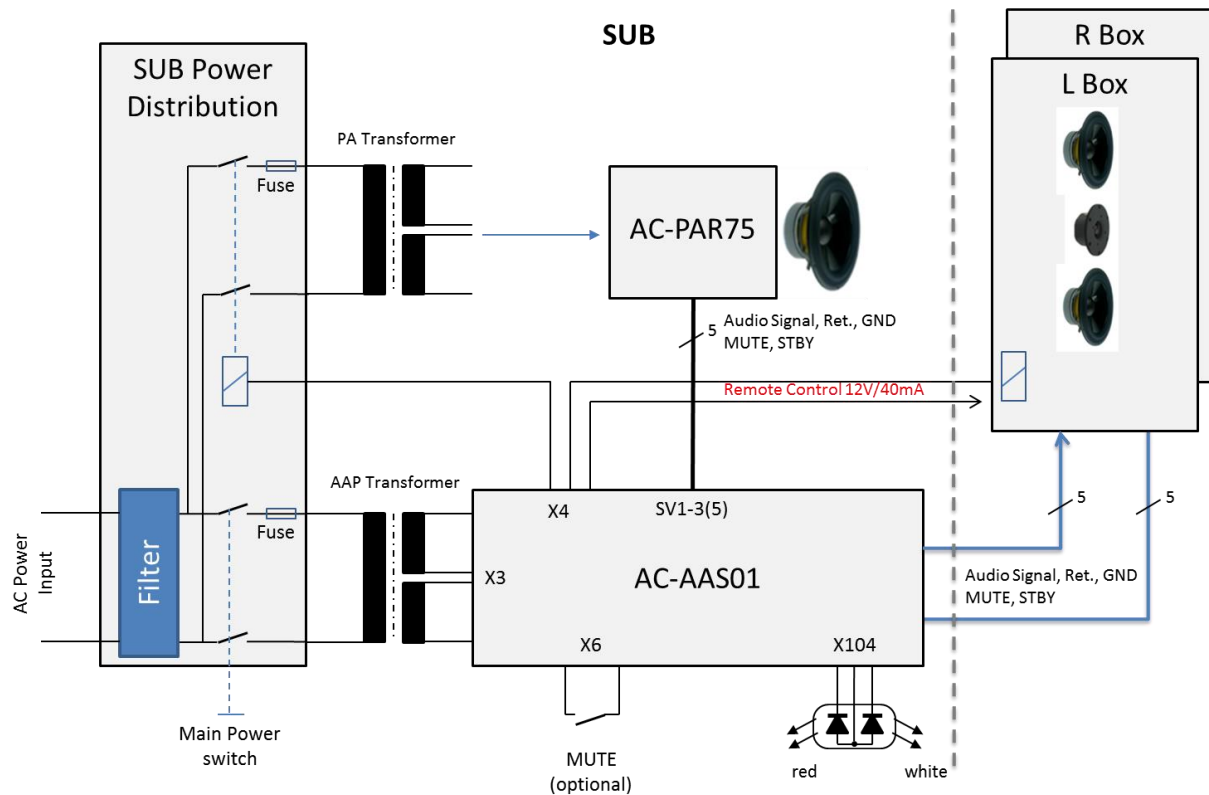 SUB
SUB Power
Distribution
R Box
L Box
PA Transformer
Fuse
AC-PAR75
5
Audio Signal, Ret., GND
MUTE, STBY
Remote Control 12V/40mA
AAP Transformer
Fuse
AC Power
Input
Filter
X4
SV1-3(5)
X3
AC-AAS01
X6
X104
5
5
Audio Signal, Ret., GND
MUTE, STBY
Main Power
switch
MUTE
(optional)
red
white